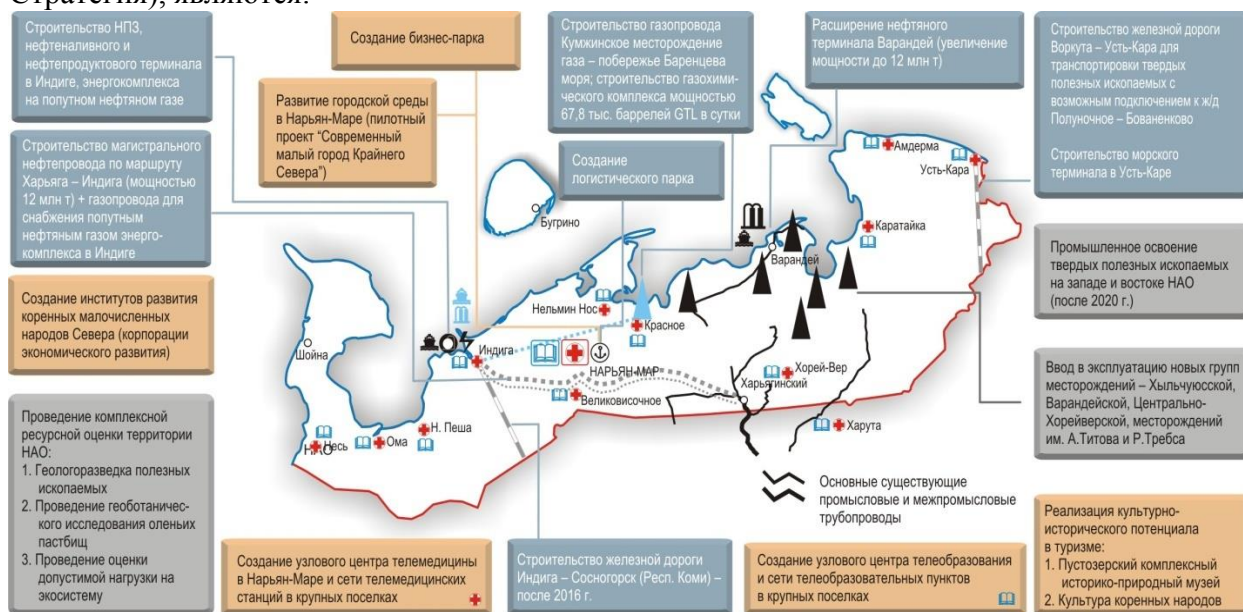 Стратегия), являются:
Строительство НПЗ,
нефтеналивного и
нефтепродуктового терминала
в Индиге, энергокомплекса
на попутном нефтяном газе
Строительство магистрального
нефтепровода по маршруту
Харьяга – Индига (мощностью
12 млн т) + газопровода для
снабжения попутным
нефтяным газом энерго-
комплекса в Индиге
Создание институтов развития
коренных малочисленных
народов Севера (корпорации
экономического развития)
Проведение комплексной
ресурсной оценки территории
НАО:
1. Геологоразведка полезных
ископаемых
2. Проведение геоботаниче-
ского исследования оленьих
пастбищ
3. Проведение оценки
допустимой нагрузки на
экосистему
Создание бизнес-парка
Развитие городской среды
в Нарьян-Маре (пилотный
проект “Современный
малый город Крайнего
Севера”)
Строительство газопровода
Кумжинское месторождение
газа – побережье Баренцева
моря; строительство газохими-
ческого комплекса мощностью
67,8 тыс. баррелей GTL в сутки
Создание
логистического парка
Расширение нефтяного
терминала Варандей (увеличение
мощности до 12 млн т)
Строительство железной дороги
Воркута – Усть-Кара для
транспортировки твердых
полезных ископаемых с
возможным подключением к ж/д
Полуночное – Бованенково
Строительство морского
терминала в Усть-Каре
Промышленное освоение
твердых полезных ископаемых
на западе и востоке НАО
(после 2020 г.)
Ввод в эксплуатацию новых групп
месторождений – Хыльчуюсской,
Варандейской, Центрально-
Хорейверской, месторождений
им. А.Титова и Р.Требса
Реализация культурно-
исторического потенциала
в туризме:
1. Пустозерский комплексный
историко-природный музей
2. Культура коренных народов
Амдерма
Усть-Кара
Бугрино
Каратайка
Варандей
Нельмин Нос
Красное
Шойна
Индига
НАРЬЯН-МАР
Хорей-Вер
Харьягинский
Великовисочное
Н. Пеша
Ома
Несь
НАО
Харута
Основные существующие
промысловые и межпромысловые
трубопроводы
Создание узлового центра телемедицины
в Нарьян-Маре и сети телемедицинских
станций в крупных поселках
Строительство железной дороги
Индига – Сосногорск (Респ. Коми) –
после 2016 г.
Создание узлового центра телеобразования
и сети телеобразовательных пунктов
в крупных поселках